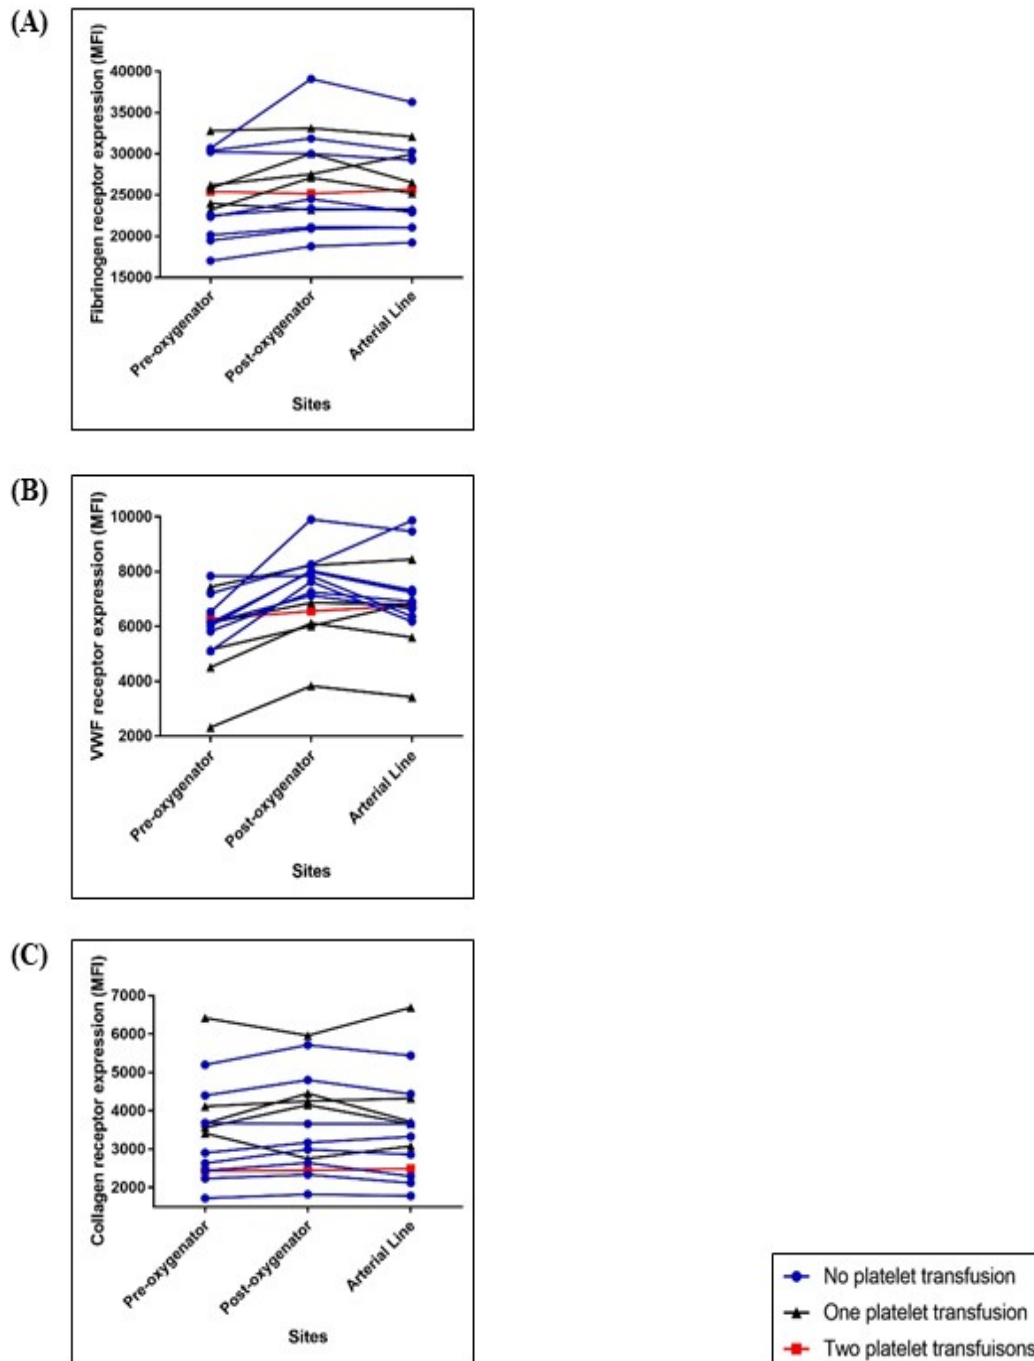 (A)
Fibrinogen receptor expression (MFI)
40000
35000
30000
25000
20000
15000
Pre-oxygenator
Post-oxygenator
Arterial Line
Sites
(B)
VWF receptor expression (MFI)
10000
8000
6000
4000
2000
Pre-oxygenator
Post-oxygenator
Arterial Line
Sites
(C)
Collagen receptor expression (MFI)
7000
6000
5000
4000
3000
2000
Pre-oxygenator
Post-oxygenator
Arterial Line
Sites
No platelet transfusion
One platelet transfusion
Two platelet transfuisons